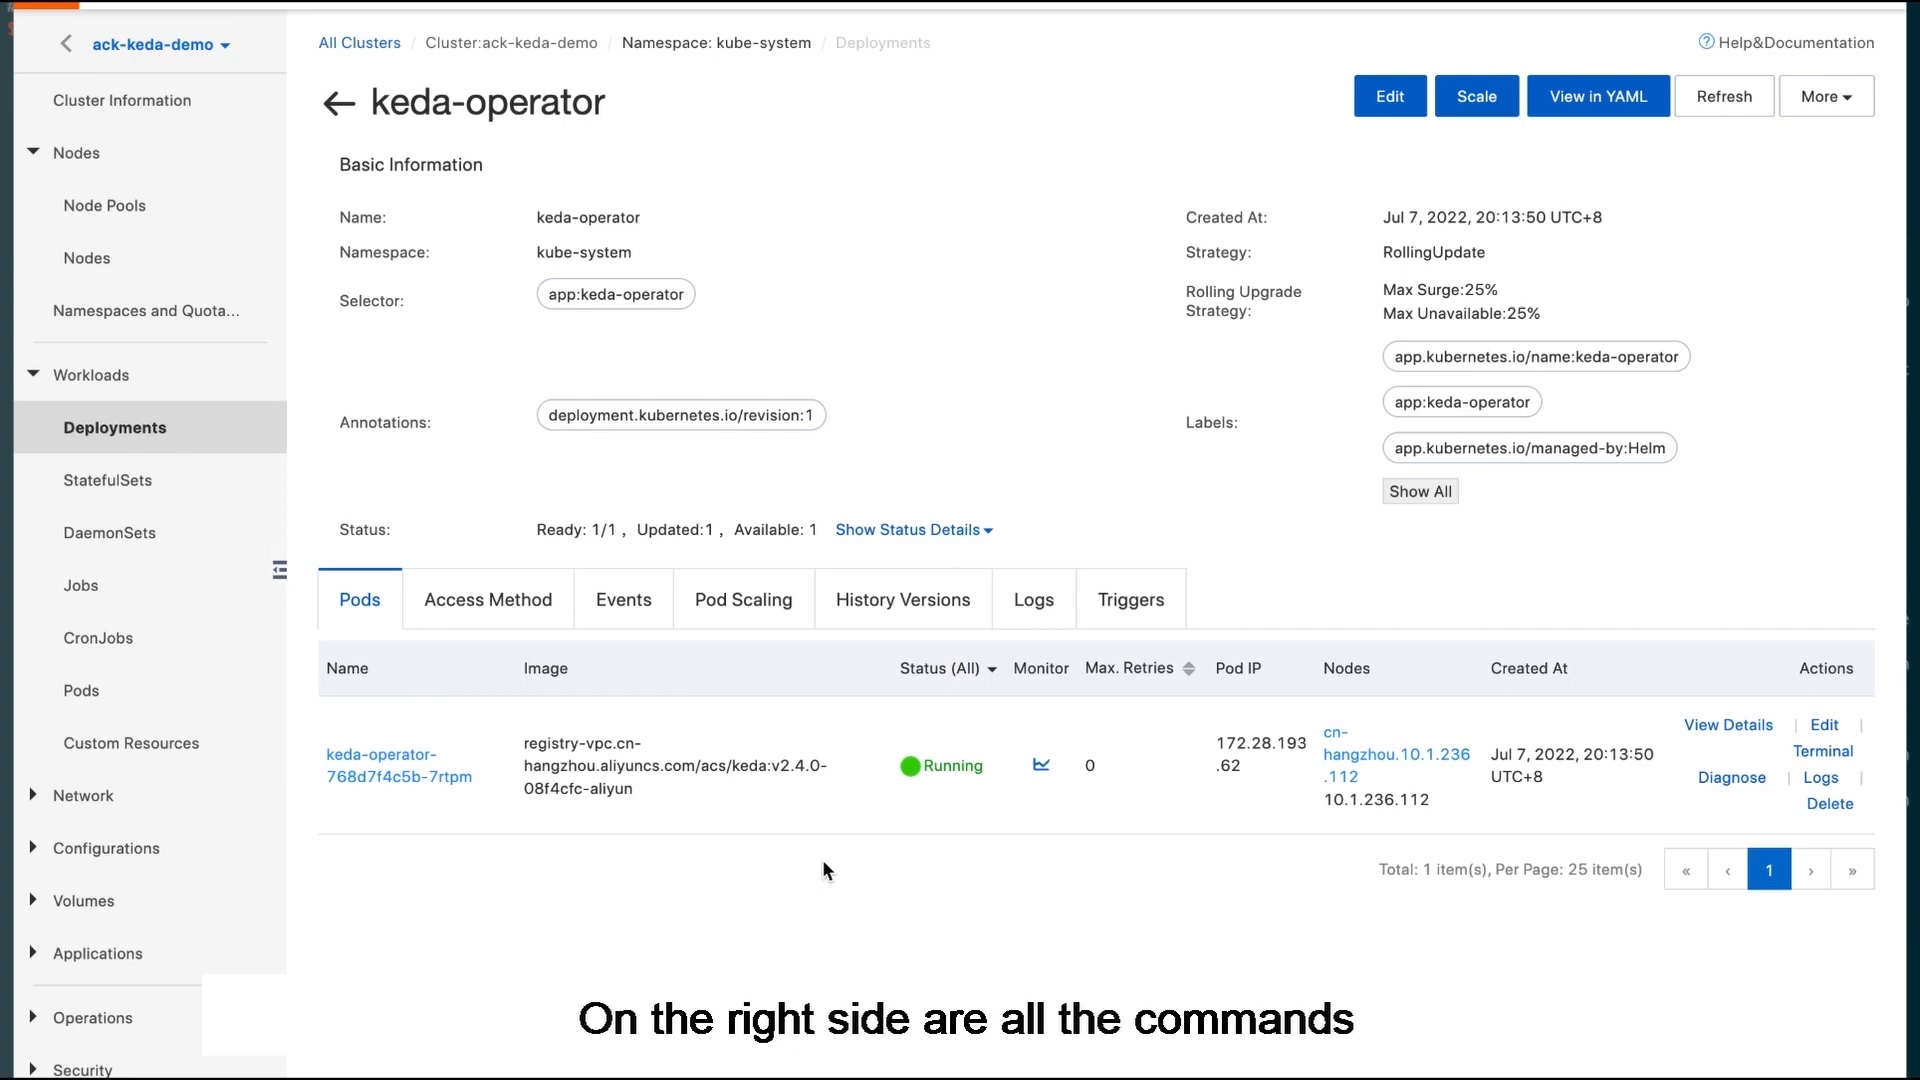 ack-keda-demo
All Clusters / Cluster:ack-keda-demo / Namespace: kube-system / Deployments
Help&Documentation
Cluster Information
Nodes
Node Pools
Nodes
Namespaces and Quota...
Workloads
Deployments
StatefulSets
DaemonSets
Jobs
CronJobs
Pods
Custom Resources
Network
Configurations
Volumes
Applications
Operations
Security
keda-operator
Edit
Scale
View in YAML
Refresh
More
Basic Information
Name: keda-operator
Created At: Jul 7, 2022, 20:13:50 UTC+8
Namespace: kube-system
Strategy: RollingUpdate
Selector: app:keda-operator
Rolling Upgrade
Strategy:
Max Surge:25%
Max Unavailable:25%
Annotations: deployment.kubernetes.io/revision:1
Labels:
app.kubernetes.io/name:keda-operator
app:keda-operator
app.kubernetes.io/managed-by:Helm
Show All
Status: Ready: 1/1 , Updated:1 , Available: 1 Show Status Details
Pods Access Method Events Pod Scaling History Versions Logs Triggers
Name Image Status (All) Monitor Max. Retries Pod IP Nodes Created At Actions
keda-operator-
768d7f4c5b-7rtpm
registry-vpc.cn-
hangzhou.aliyuncs.com/acs/keda:v2.4.0-
08f4cfc-aliyun
Running
0
172.28.193
.62
cn-
hangzhou.10.1.236
.112
10.1.236.112
Jul 7, 2022, 20:13:50
UTC+8
View Details | Edit |
Terminal
Diagnose | Logs |
Delete
Total: 1 item(s), Per Page: 25 item(s) « ‹ 1 › »
On the right side are all the commands